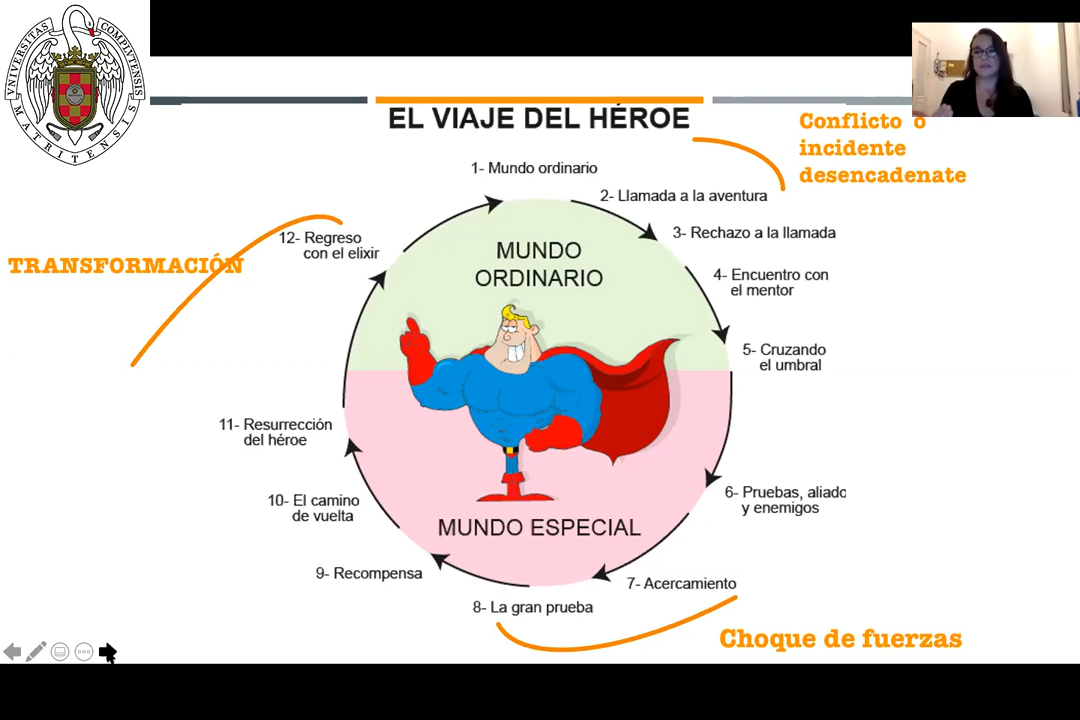 VNIVERSITAS COMPLVTENSIS
MATRITENSIS
EL VIAJE DEL HÉROE
Conflicto o
incidente
desencadenate
1- Mundo ordinario
2- Llamada a la aventura
3- Rechazo a la llamada
4- Encuentro con
el mentor
5- Cruzando
el umbral
6- Pruebas, aliado
y enemigos
7- Acercamiento
8- La gran prueba
9- Recompensa
10- El camino
de vuelta
11- Resurrección
del héroe
12- Regreso
con el elixir
MUNDO
ORDINARIO
MUNDO ESPECIAL
TRANSFORMACIÓN
Choque de fuerzas